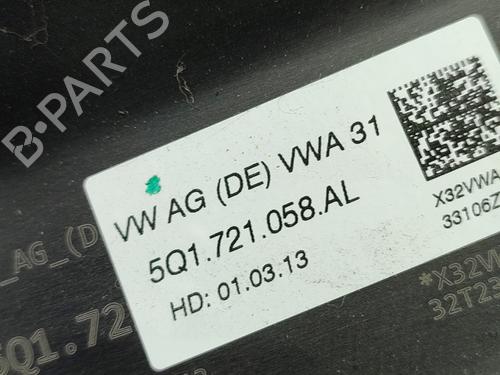 B-PARTS
VW AG (DE) VWA 31
5Q1.721.058.AL
HD: 01.03.13
X32VWA
33106Z
_AG_(D
5Q1.72
*X32VW
32T23